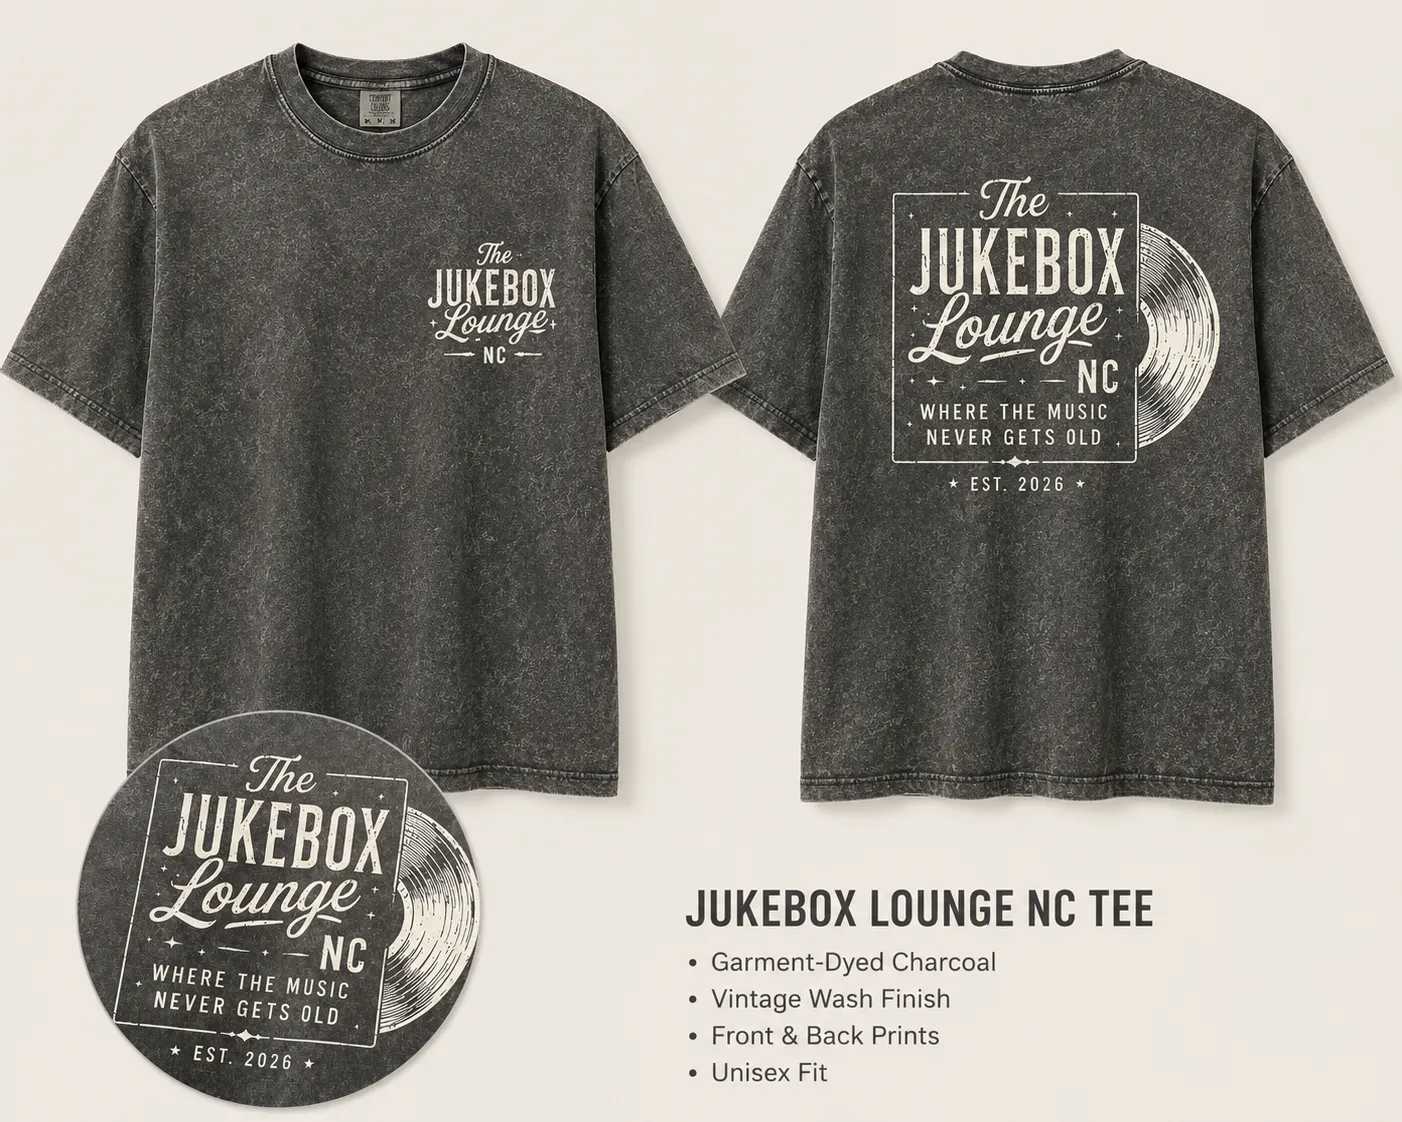 COMFORT
COLORS
The
JUKEBOX
Lounge
NC
The
JUKEBOX
Lounge
NC
WHERE THE MUSIC
NEVER GETS OLD
★ EST. 2026 ★
The
JUKEBOX
Lounge
NC
WHERE THE MUSIC
NEVER GETS OLD
★ EST. 2026 ★
JUKEBOX LOUNGE NC TEE
• Garment-Dyed Charcoal
• Vintage Wash Finish
• Front & Back Prints
• Unisex Fit